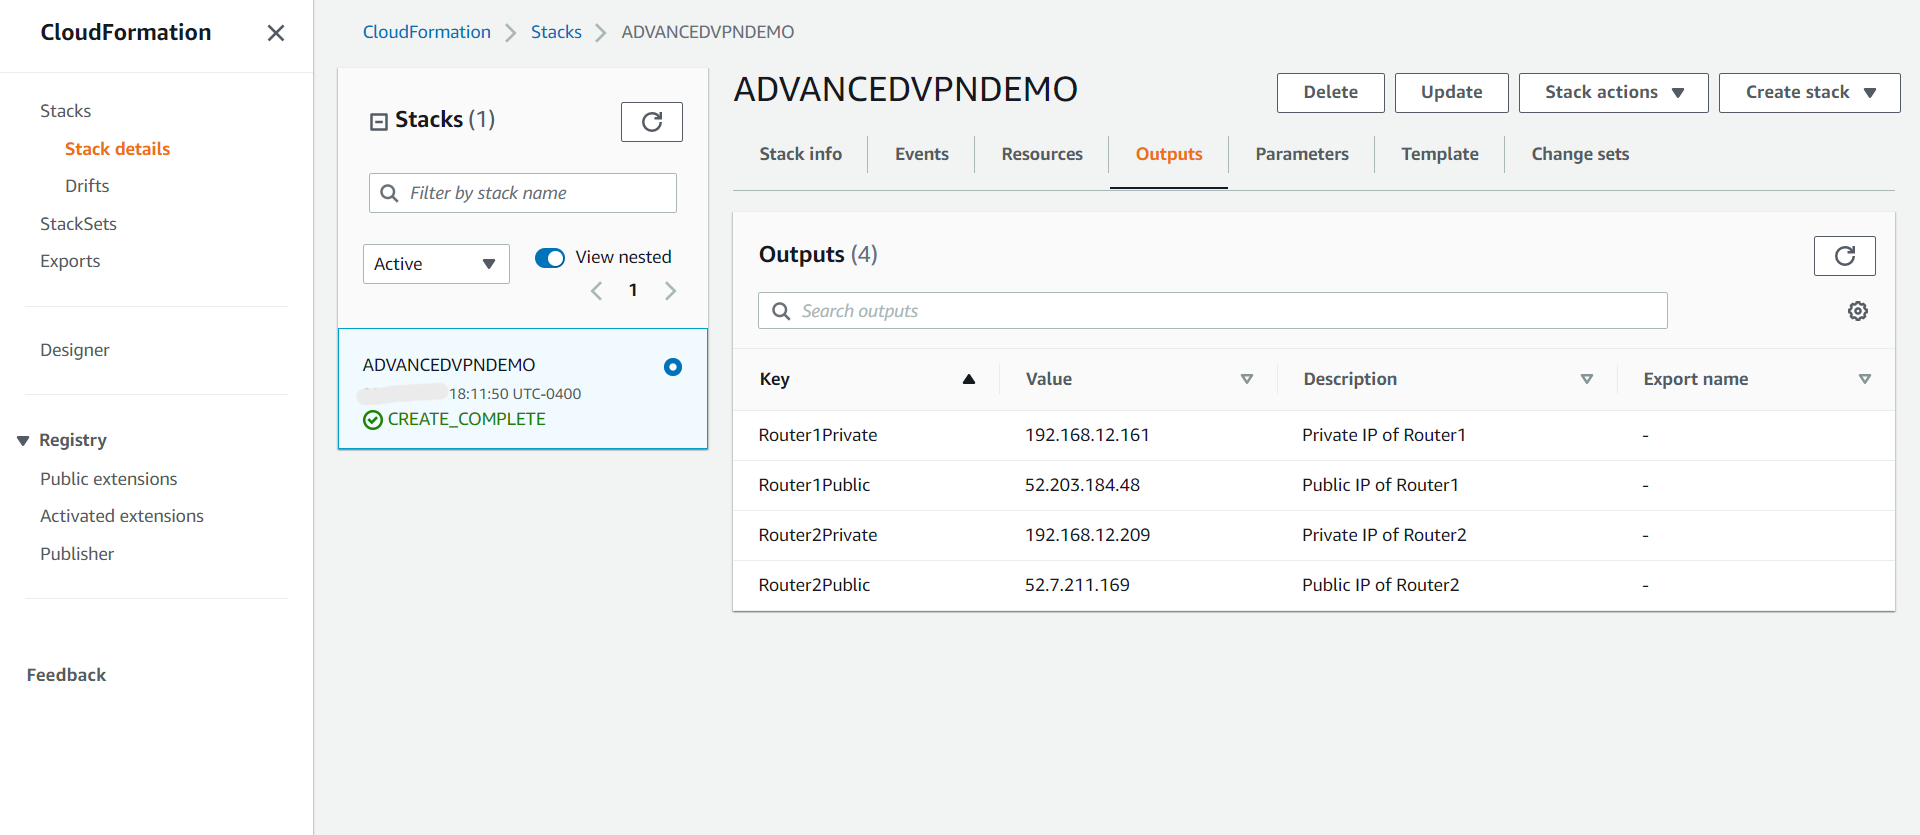 CloudFormation
Stacks
Stack details
Drifts
StackSets
Exports
Designer
Registry
Public extensions
Activated extensions
Publisher
Feedback
CloudFormation > Stacks > ADVANCEDVPNDEMO
Stacks (1)
Filter by stack name
Active
View nested
1
ADVANCEDVPNDEMO
18:11:50 UTC-0400
CREATE_COMPLETE
ADVANCEDVPNDEMO
Delete Update Stack actions Create stack
Stack info Events Resources Outputs Parameters Template Change sets
Outputs (4)
Search outputs
Key Value Description Export name
Router1Private 192.168.12.161 Private IP of Router1 -
Router1Public 52.203.184.48 Public IP of Router1 -
Router2Private 192.168.12.209 Private IP of Router2 -
Router2Public 52.7.211.169 Public IP of Router2 -